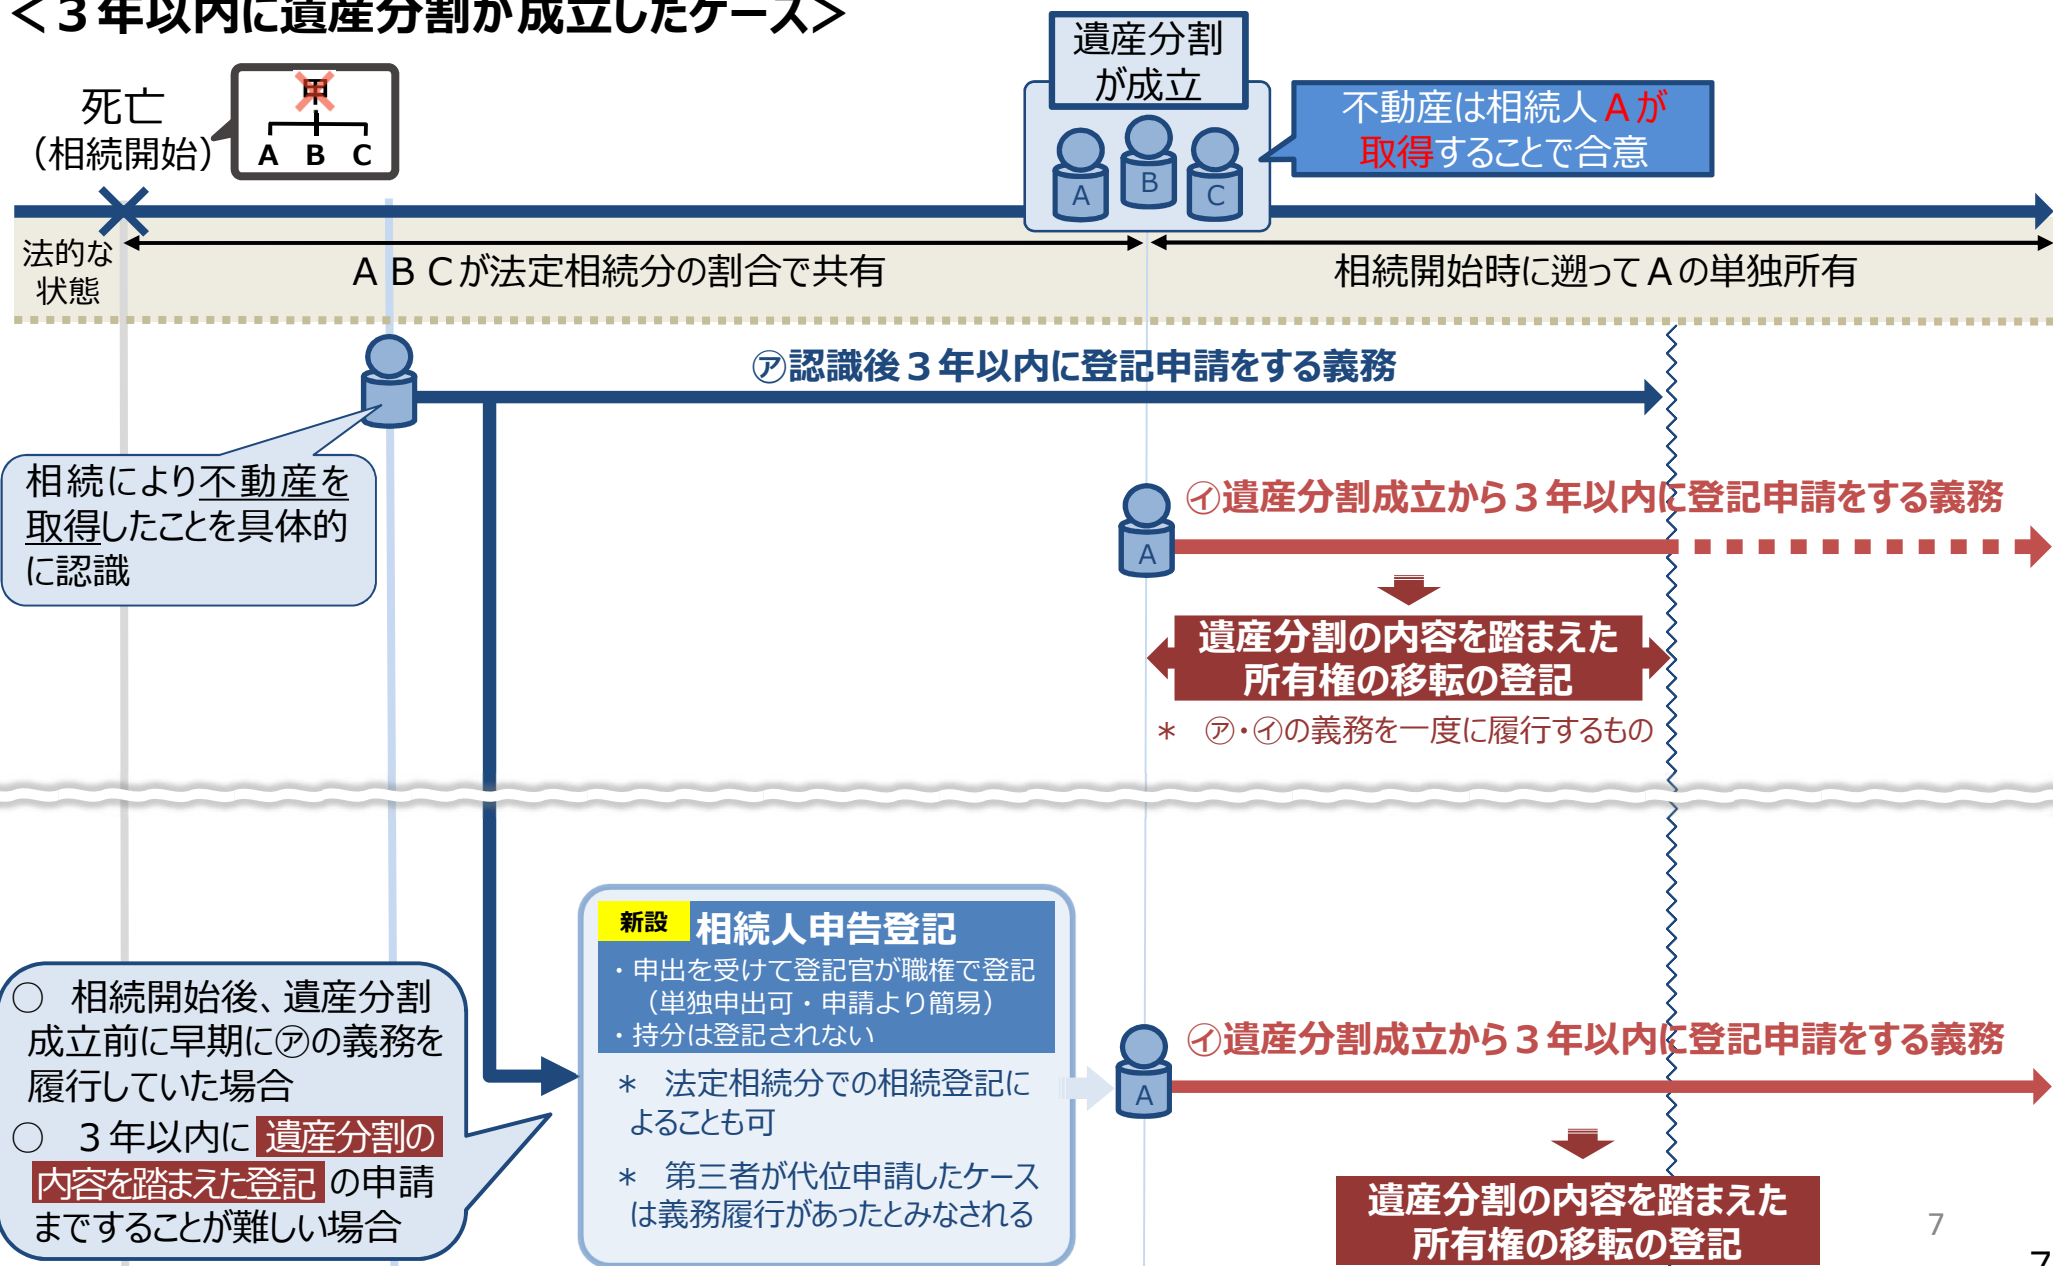 ＜３年以内に遺産分割が成立したケース＞
死亡
（相続開始）
甲
A B C
遺産分割
が成立
A B C
不動産は相続人Ａが
取得することで合意
法的な
状態
ＡＢＣが法定相続分の割合で共有
相続開始時に遡ってＡの単独所有
㋐認識後３年以内に登記申請をする義務
相続により不動産を
取得したことを具体的
に認識
A
㋑遺産分割成立から３年以内に登記申請をする義務
遺産分割の内容を踏まえた
所有権の移転の登記
＊　㋐・㋑の義務を一度に履行するもの
○　相続開始後、遺産分割
成立前に早期に㋐の義務を
履行していた場合
○　３年以内に 遺産分割の
内容を踏まえた登記 の申請
まですることが難しい場合
新設 相続人申告登記
・申出を受けて登記官が職権で登記
（単独申出可・申請より簡易）
・持分は登記されない
＊　法定相続分での相続登記に
よることも可
＊　第三者が代位申請したケース
は義務履行があったとみなされる
A
㋑遺産分割成立から３年以内に登記申請をする義務
遺産分割の内容を踏まえた
所有権の移転の登記
7
7